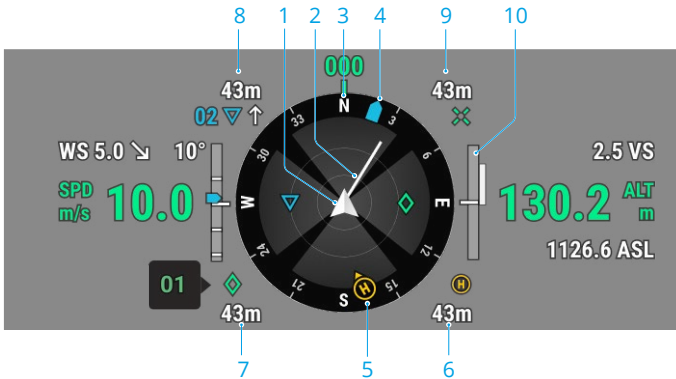 8 1 2 3 4 9 10
000
43m 43m
02
N
33 3
WS 5.0 10° 30 6 2.5 VS
SPD m/s 10.0 W E 130.2 ALT m
24 12 1126.6 ASL
01 21 S H 15 H
43m 43m
7 5 6